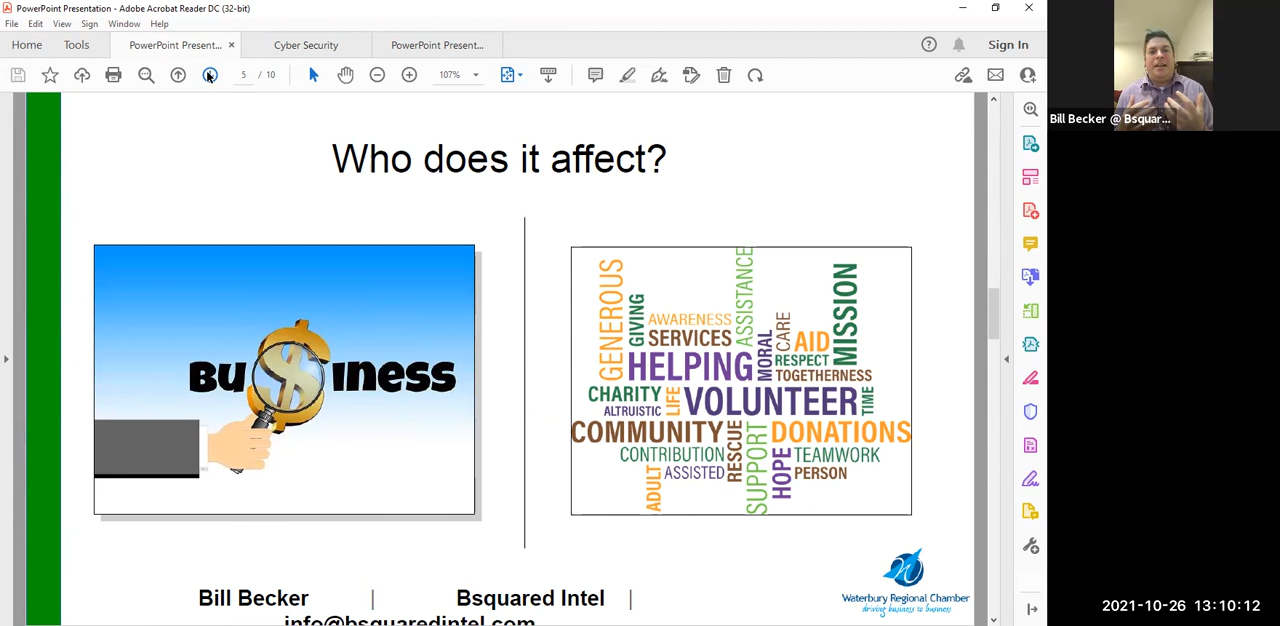 PowerPoint Presentation - Adobe Acrobat Reader DC (32-bit)
File Edit View Sign Window Help
Home Tools PowerPoint Present... × Cyber Security PowerPoint Present... Sign In
5 / 10 107%
Bill Becker @ Bsquar...
Who does it affect?
Bu$iness
GENEROUS
GIVING
AWARENESS
ASSISTANCE
SERVICES
MORAL
CARE
AID
MISSION
HELPING
RESPECT
TOGETHERNESS
CHARITY
ALTRUISTIC
LIFE
VOLUNTEER
TIME
COMMUNITY
RESCUE
SUPPORT
DONATIONS
CONTRIBUTION
HOPE
TEAMWORK
ADULT
ASSISTED
PERSON
Bill Becker | Bsquared Intel |
info@bsquaredintel.com
Waterbury Regional Chamber
driving business to business
2021-10-26 13:10:12